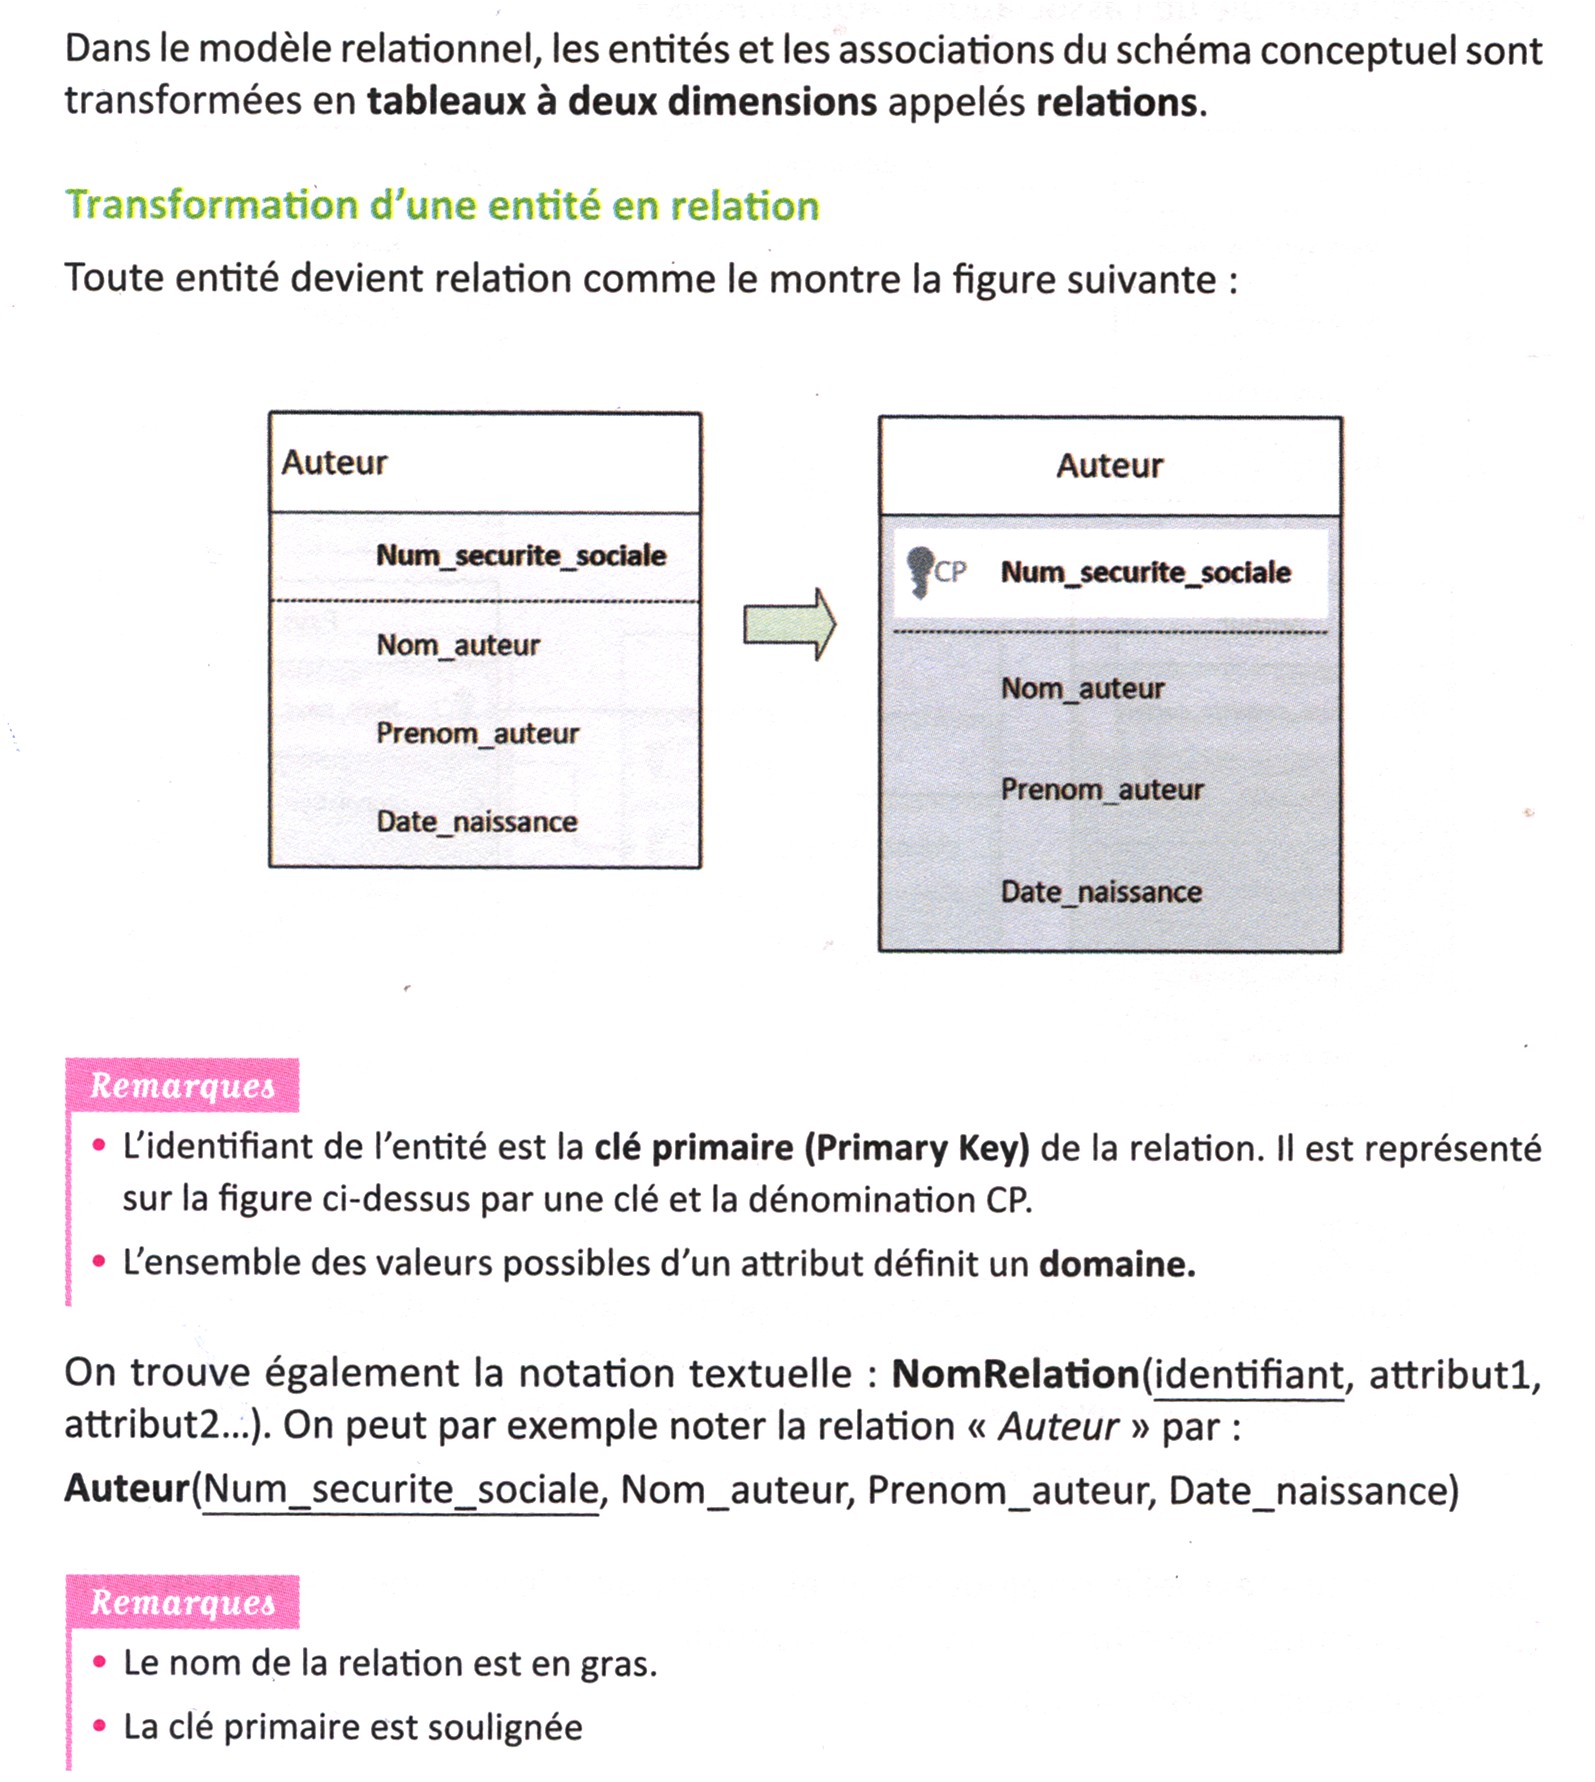 Dans le modèle relationnel, les entités et les associations du schéma conceptuel sont
transformées en tableaux à deux dimensions appelés relations.
Transformation d'une entité en relation
Toute entité devient relation comme le montre la figure suivante :
Auteur
Num_securite_sociale
Nom_auteur
Prenom_auteur
Date_naissance
Auteur
CP Num_securite_sociale
Nom_auteur
Prenom_auteur
Date_naissance
Remarques
• L'identifiant de l'entité est la clé primaire (Primary Key) de la relation. Il est représenté
sur la figure ci-dessus par une clé et la dénomination CP.
• L'ensemble des valeurs possibles d'un attribut définit un domaine.
On trouve également la notation textuelle : NomRelation(identifiant, attribut1,
attribut2...). On peut par exemple noter la relation « Auteur » par :
Auteur(Num_securite_sociale, Nom_auteur, Prenom_auteur, Date_naissance)
Remarques
• Le nom de la relation est en gras.
• La clé primaire est soulignée